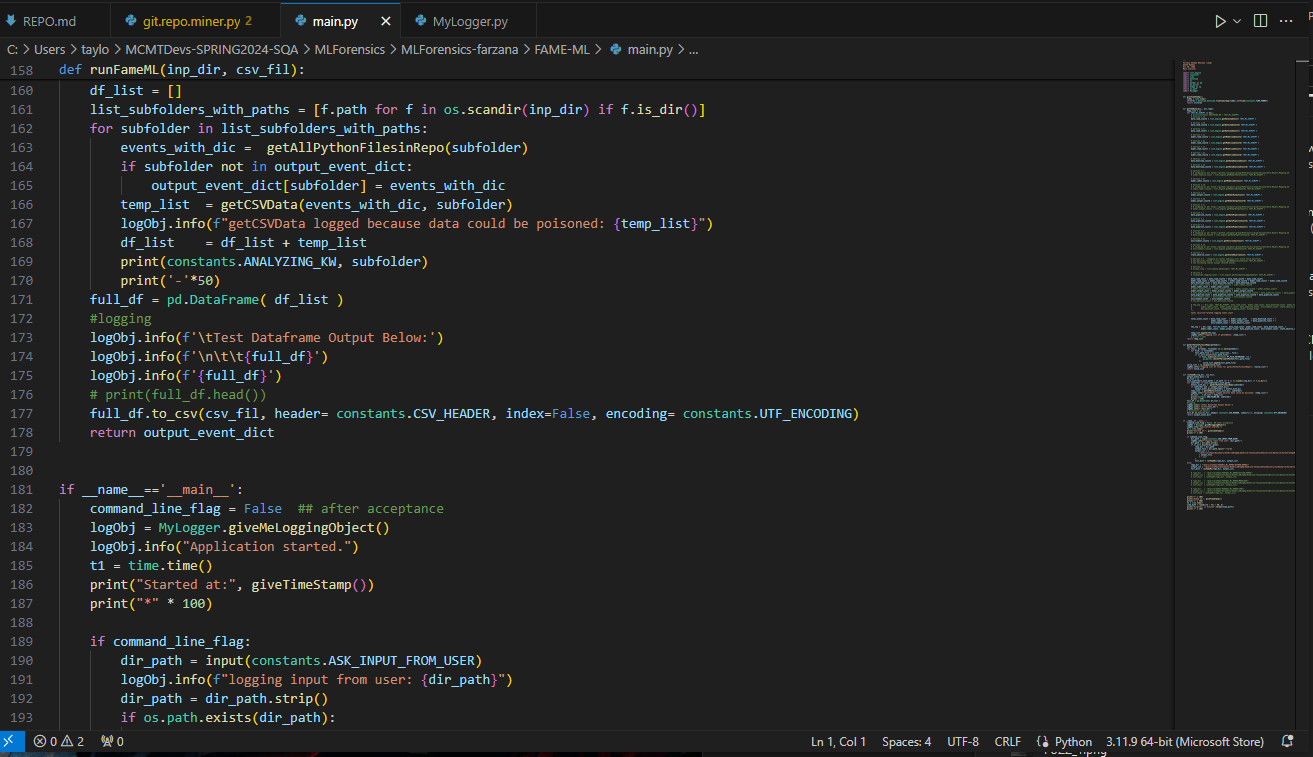 REPO.md git.repo.miner.py 2 main.py MyLogger.py
C: > Users > taylo > MCMTDevs-SPRING2024-SQA > MLForensics > MLForensics-farzana > FAME-ML > main.py > ...
158 def runFameML(inp_dir, csv_fil):
160 df_list = []
161 list_subfolders_with_paths = [f.path for f in os.scandir(inp_dir) if f.is_dir()]
162 for subfolder in list_subfolders_with_paths:
163 events_with_dic =  getAllPythonFilesinRepo(subfolder)
164 if subfolder not in output_event_dict:
165 output_event_dict[subfolder] = events_with_dic
166 temp_list  = getCSVData(events_with_dic, subfolder)
167 logObj.info(f"getCSVData logged because data could be poisoned: {temp_list}")
168 df_list    = df_list + temp_list
169 print(constants.ANALYZING_KW, subfolder)
170 print('-'*50)
171 full_df = pd.DataFrame( df_list )
172 #logging
173 logObj.info(f'\tTest Dataframe Output Below:')
174 logObj.info(f'\n\t\t{full_df}')
175 logObj.info(f'{full_df}')
176 # print(full_df.head())
177 full_df.to_csv(csv_fil, header= constants.CSV_HEADER, index=False, encoding= constants.UTF_ENCODING)
178 return output_event_dict
179
180
181 if __name__=='__main__':
182 command_line_flag = False  ## after acceptance
183 logObj = MyLogger.giveMeLoggingObject()
184 logObj.info("Application started.")
185 t1 = time.time()
186 print("Started at:", giveTimeStamp())
187 print("*" * 100)
188
189 if command_line_flag:
190 dir_path = input(constants.ASK_INPUT_FROM_USER)
191 logObj.info(f"logging input from user: {dir_path}")
192 dir_path = dir_path.strip()
193 if os.path.exists(dir_path):
0 2 0 Ln 1, Col 1 Spaces: 4 UTF-8 CRLF Python 3.11.9 64-bit (Microsoft Store)